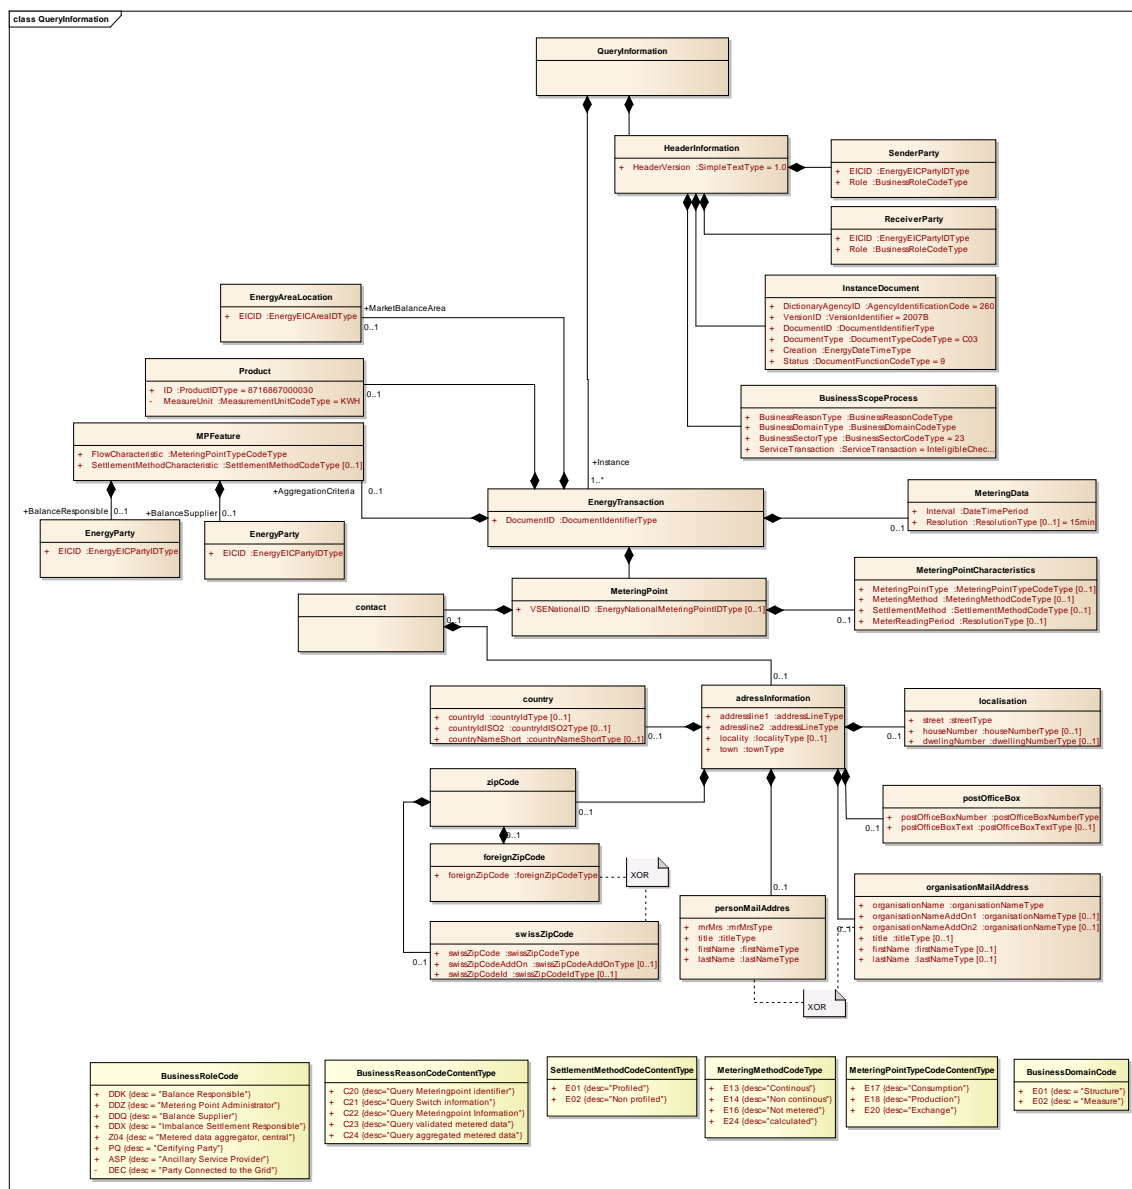 class QueryInformation
QueryInformation
HeaderInformation
+ HeaderVersion :SimpleTextType = 1.0
SenderParty
+ EICID :EnergyEICPartyIDType
+ Role :BusinessRoleCodeType
ReceiverParty
+ EICID :EnergyEICPartyIDType
+ Role :BusinessRoleCodeType
InstanceDocument
+ DictionaryAgencyID :AgencyIdentificationCode = 260
+ VersionID :VersionIdentifier = 2007B
+ DocumentID :DocumentIdentifierType
+ DocumentType :DocumentTypeCodeType = C03
+ Creation :EnergyDateTimeType
+ Status :DocumentFunctionCodeType = 9
EnergyAreaLocation
+ EICID :EnergyEICAreaIDType
+MarketBalanceArea
0..1
Product
+ ID :ProductIDType = 8716867000030
- MeasureUnit :MeasurementUnitCodeType = KWH
0..1
BusinessScopeProcess
+ BusinessReasonType :BusinessReasonCodeType
+ BusinessDomainType :BusinessDomainCodeType
+ BusinessSectorType :BusinessSectorCodeType = 23
+ ServiceTransaction :ServiceTransaction = InteligibleChec...
MPFeature
+ FlowCharacteristic :MeteringPointTypeCodeType
+ SettlementMethodCharacteristic :SettlementMethodCodeType [0..1]
+Instance
1..*
+AggregationCriteria
0..1
+BalanceResponsible
0..1
+BalanceSupplier
0..1
EnergyParty
+ EICID :EnergyEICPartyIDType
EnergyParty
+ EICID :EnergyEICPartyIDType
EnergyTransaction
+ DocumentID :DocumentIdentifierType
MeteringData
+ Interval :DateTimePeriod
+ Resolution :ResolutionType [0..1] = 15min
0..1
MeteringPoint
+ VSENationalID :EnergyNationalMeteringPointIDType [0..1]
MeteringPointCharacteristics
+ MeteringPointType :MeteringPointTypeCodeType [0..1]
+ MeteringMethod :MeteringMethodCodeType [0..1]
+ SettlementMethod :SettlementMethodCodeType [0..1]
+ MeterReadingPeriod :ResolutionType [0..1]
0..1
contact
0..1
0..1
country
+ countryId :countryIdType [0..1]
+ countryIdISO2 :countryIdISO2Type [0..1]
+ countryNameShort :countryNameShortType [0..1]
0..1
adressInformation
+ addressline1 :addressLineType
+ adressline2 :addressLineType
+ locality :localityType [0..1]
+ town :townType
localisation
+ street :streetType
+ houseNumber :houseNumberType [0..1]
+ dwelingNumber :dwellingNumberType [0..1]
0..1
zipCode
0..1
0..1
postOfficeBox
+ postOfficeBoxNumber :postOfficeBoxNumberType
+ postOfficeBoxText :postOfficeBoxTextType [0..1]
0..1
foreignZipCode
+ foreignZipCode :foreignZipCodeType
XOR
swissZipCode
+ swissZipCode :swissZipCodeType
+ swissZipCodeAddOn :swissZipCodeAddOnType [0..1]
+ swissZipCodeId :swissZipCodeIdType [0..1]
0..1
0..1
personMailAddres
+ mrMrs :mrMrsType
+ title :titleType
+ firstName :firstNameType
+ lastName :lastNameType
organisationMailAddress
+ organisationName :organisationNameType
+ organisationNameAddOn1 :organisationNameType [0..1]
+ organisationNameAddOn2 :organisationNameType [0..1]
+ title :titleType [0..1]
+ firstName :firstNameType [0..1]
+ lastName :lastNameType [0..1]
0..1
XOR
BusinessRoleCode
+ DDK {desc = "Balance Responsible"}
+ DDZ {desc = "Metering Point Administrator"}
+ DDQ {desc = "Balance Supplier"}
+ DDX {desc = "Imbalance Settlement Responsible"}
+ Z04 {desc = "Metered data aggregator, central"}
+ PQ {desc = "Certifying Party"}
+ ASP {desc = "Ancillary Service Provider"}
- DEC {desc = "Party Connected to the Grid"}
BusinessReasonCodeContentType
+ C20 {desc="Query Meteringpoint identifier"}
+ C21 {desc="Query Switch information"}
+ C22 {desc="Query Meteringpoint Information"}
+ C23 {desc="Query validated metered data"}
+ C24 {desc="Query aggregated metered data"}
SettlementMethodCodeContentType
+ E01 {desc="Profiled"}
+ E02 {desc="Non profiled"}
MeteringMethodCodeType
+ E13 {desc="Continous"}
+ E14 {desc="Non continous"}
+ E16 {desc="Not metered"}
+ E24 {desc="calculated"}
MeteringPointTypeCodeContentType
+ E17 {desc="Consumption"}
+ E18 {desc="Production"}
+ E20 {desc="Exchange"}
BusinessDomainCode
+ E01 {desc="Structure"}
+ E02 {desc="Measure"}